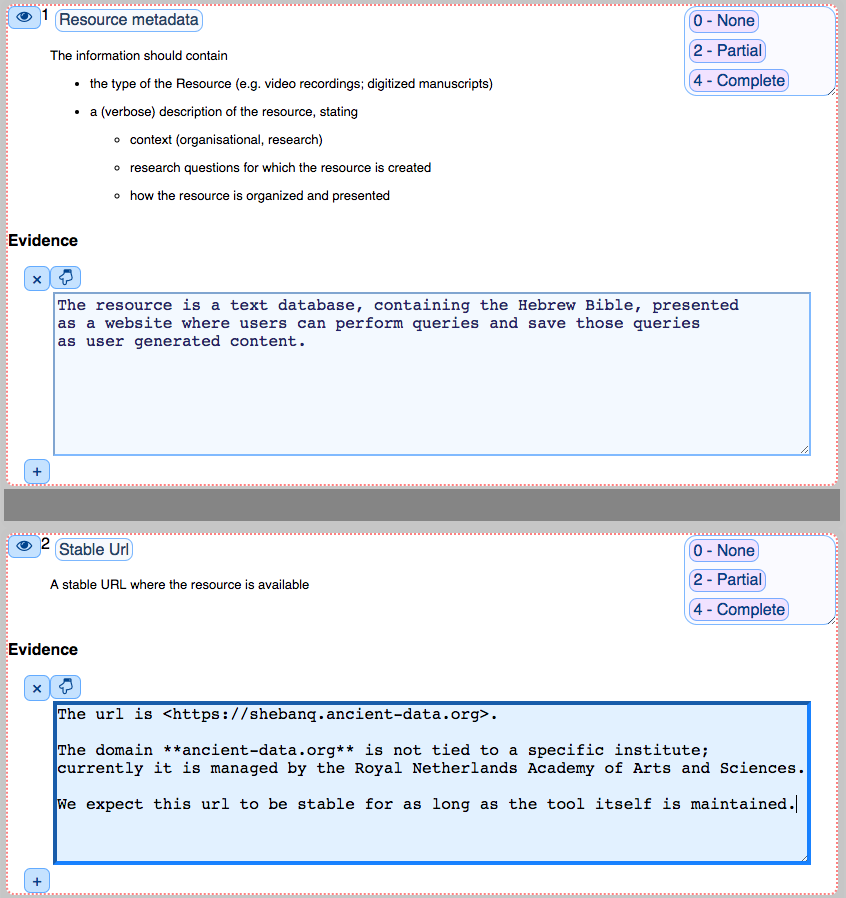 1 Resource metadata
0 - None
2 - Partial
4 - Complete
The information should contain
• the type of the Resource (e.g. video recordings; digitized manuscripts)
• a (verbose) description of the resource, stating
◦ context (organisational, research)
◦ research questions for which the resource is created
◦ how the resource is organized and presented
Evidence
×
The resource is a text database, containing the Hebrew Bible, presented
as a website where users can perform queries and save those queries
as user generated content.
+
2 Stable Url
0 - None
2 - Partial
4 - Complete
A stable URL where the resource is available
Evidence
×
The url is <https://shebanq.ancient-data.org>.
The domain **ancient-data.org** is not tied to a specific institute;
currently it is managed by the Royal Netherlands Academy of Arts and Sciences.
We expect this url to be stable for as long as the tool itself is maintained.
+